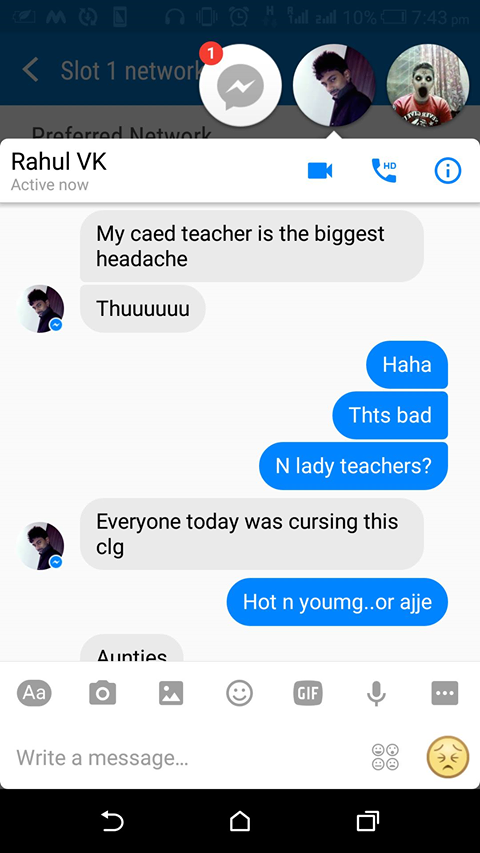 10% 7:43 pm
Slot 1 network
1
Preferred Network
Rahul VK
Active now
HD
My caed teacher is the biggest
headache
Thuuuuuu
Haha
Thts bad
N lady teachers?
Everyone today was cursing this
clg
Hot n youmg..or ajje
Aunties
Aa
GIF
Write a message...